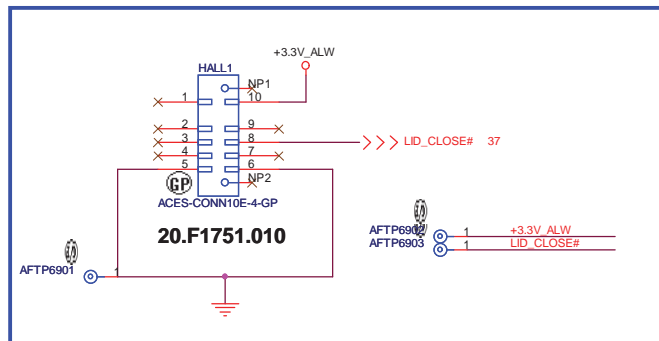 +3.3V_ALW
HALL1
NP1
1 10
2 9
3 8 LID_CLOSE# 37
4 7
5 6
GP NP2
ACES-CONN10E-4-GP
20.F1751.010
AFTP6902 1 +3.3V_ALW
AFTP6903 1 LID_CLOSE#
AFTP6901 1